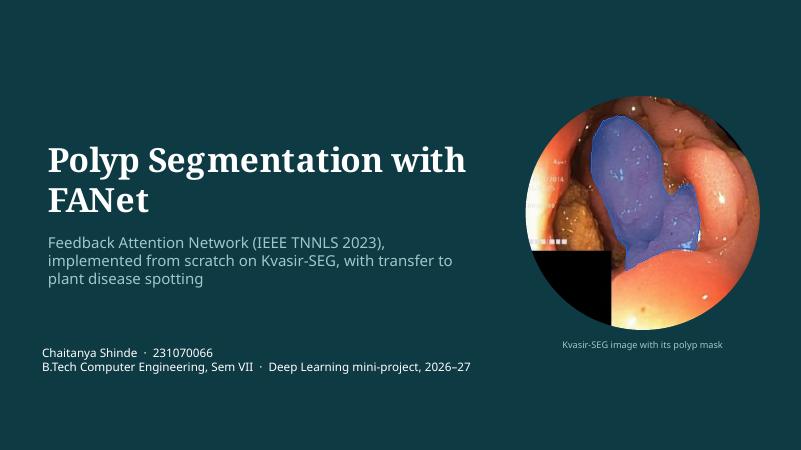 Polyp Segmentation with
FANet
Feedback Attention Network (IEEE TNNLS 2023),
implemented from scratch on Kvasir-SEG, with transfer to
plant disease spotting
Chaitanya Shinde · 231070066
B.Tech Computer Engineering, Sem VII · Deep Learning mini-project, 2026–27
Kvasir-SEG image with its polyp mask